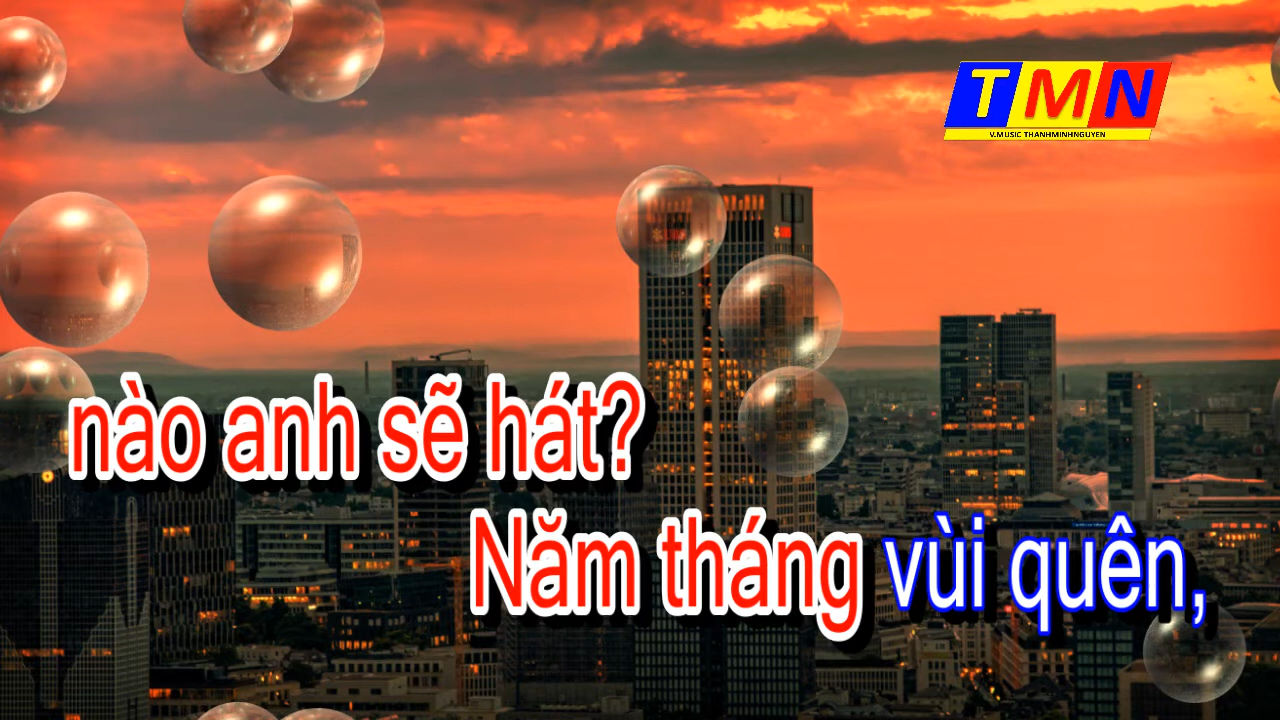 TMN
V.MUSIC THANHMINHNGUYEN
nào anh sẽ hát?
Năm tháng vùi quên,